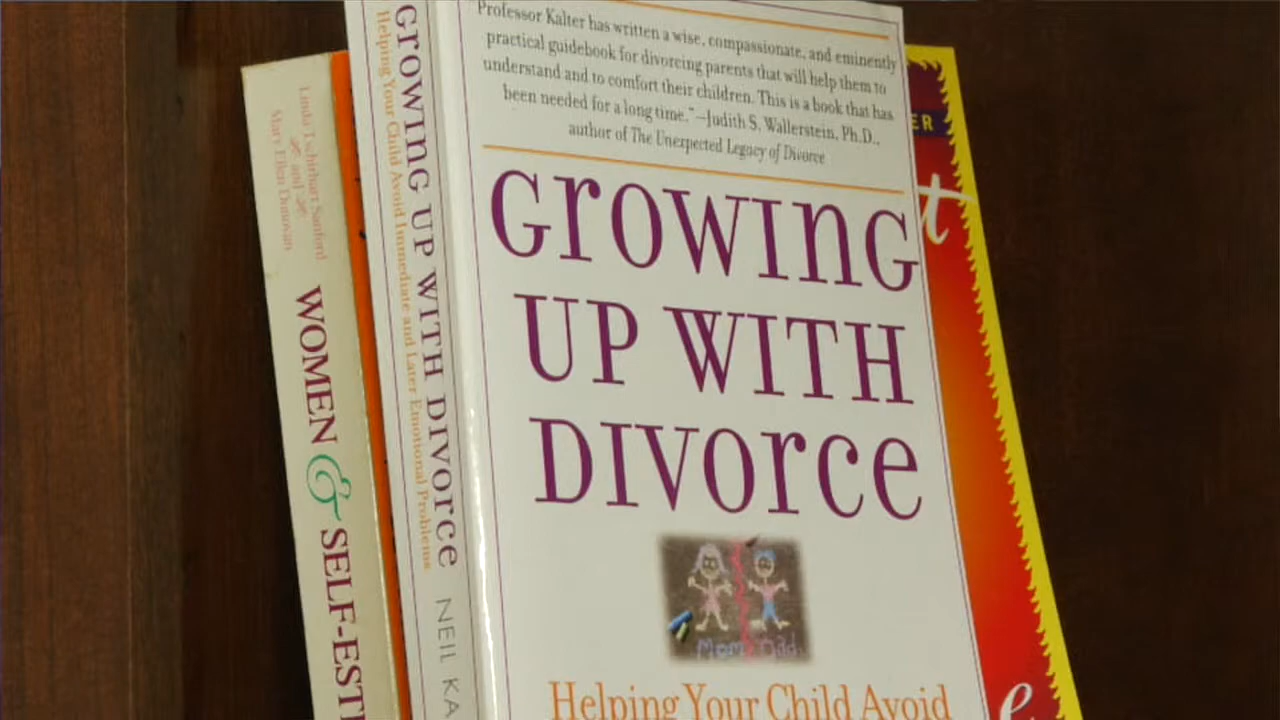 Linda Tschirhart Sanford
and
Mary Ellen Donovan
WOMEN & SELF-ESTE
GROWING UP WITH DIVORCE
Helping Your Child Avoid Immediate and Later Emotional Problems
NEIL KA
Professor Kalter has written a wise, compassionate, and eminently
practical guidebook for divorcing parents that will help them to
understand and to comfort their children. This is a book that has
been needed for a long time."—Judith S. Wallerstein, Ph.D.,
author of The Unexpected Legacy of Divorce
GROWING
UP WITH
DIVORCE
Mom Dad
Helping Your Child Avoid
ER
t
e